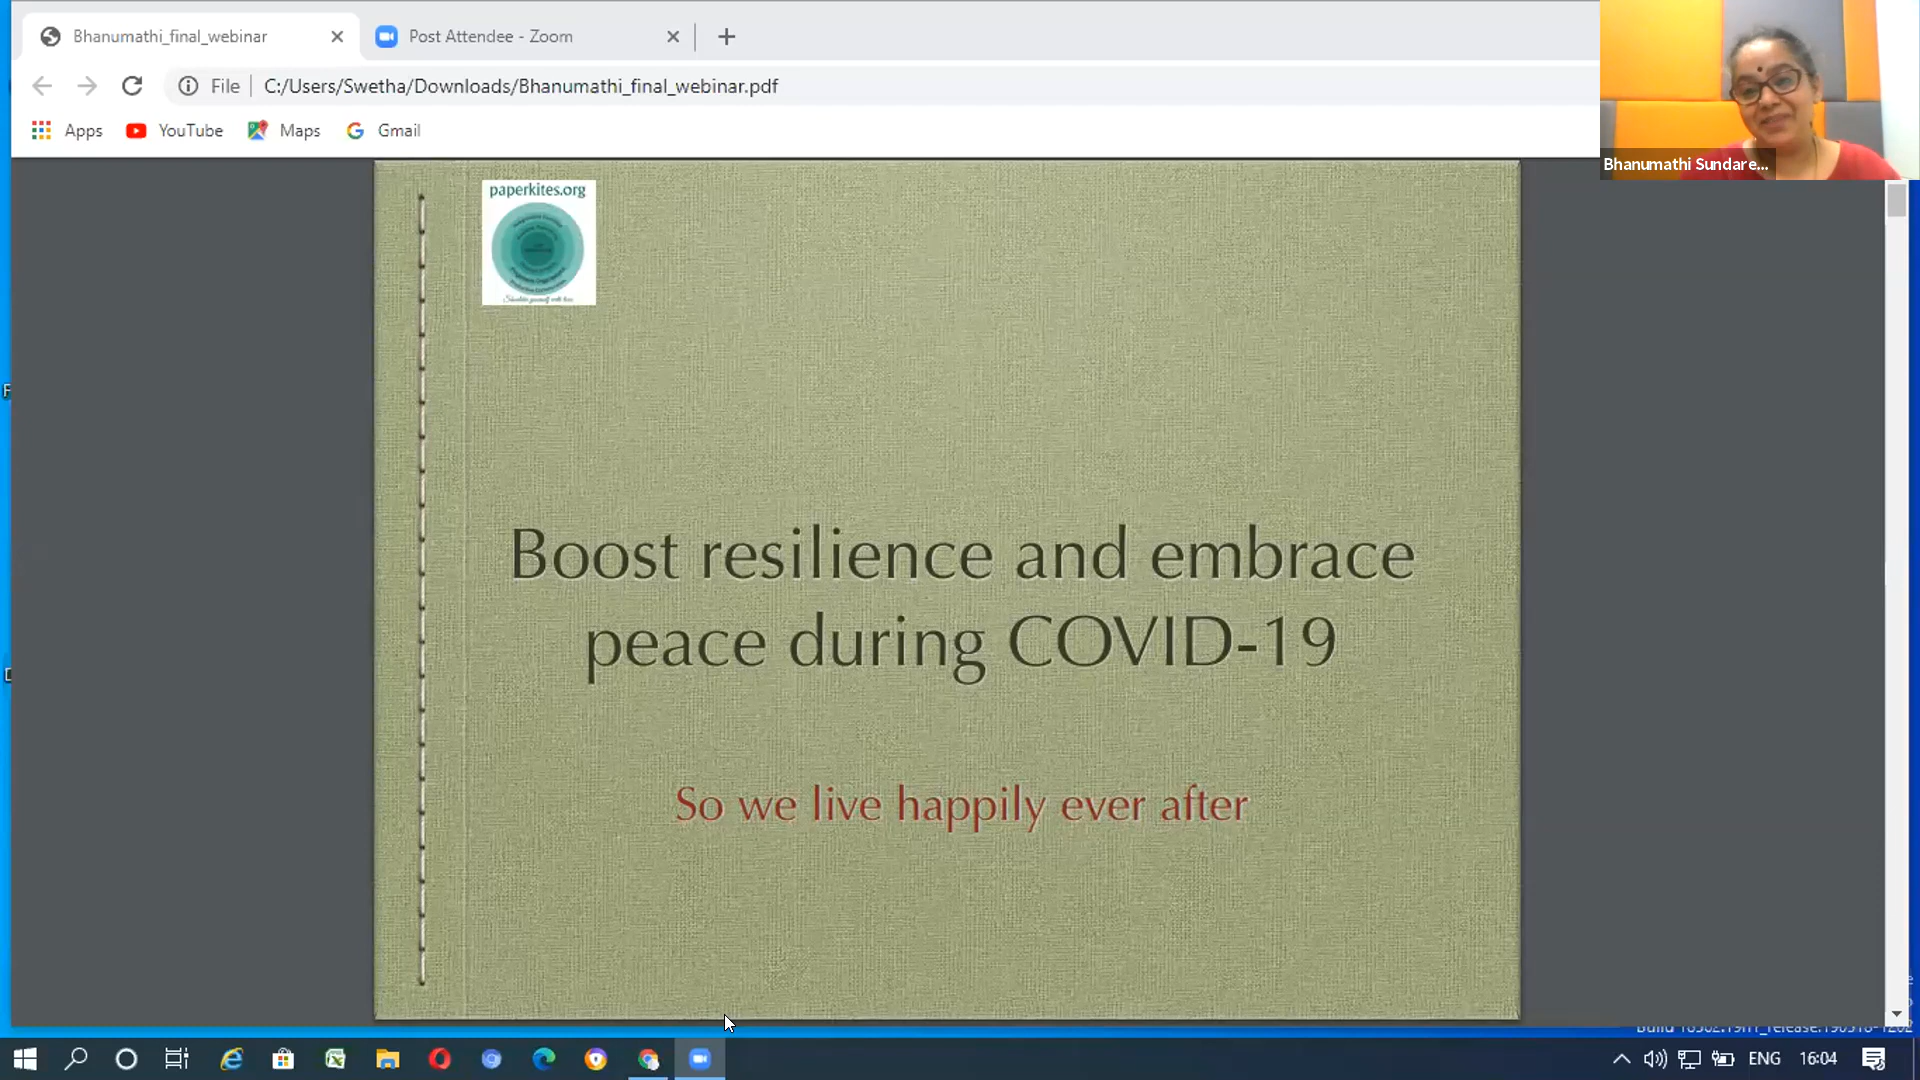 Bhanumathi_final_webinar
Post Attendee - Zoom
File
C:/Users/Swetha/Downloads/Bhanumathi_final_webinar.pdf
Apps
YouTube
Maps
Gmail
Bhanumathi Sundare...
paperkites.org
Boost resilience and embrace
peace during COVID-19
So we live happily ever after
ENG
16:04